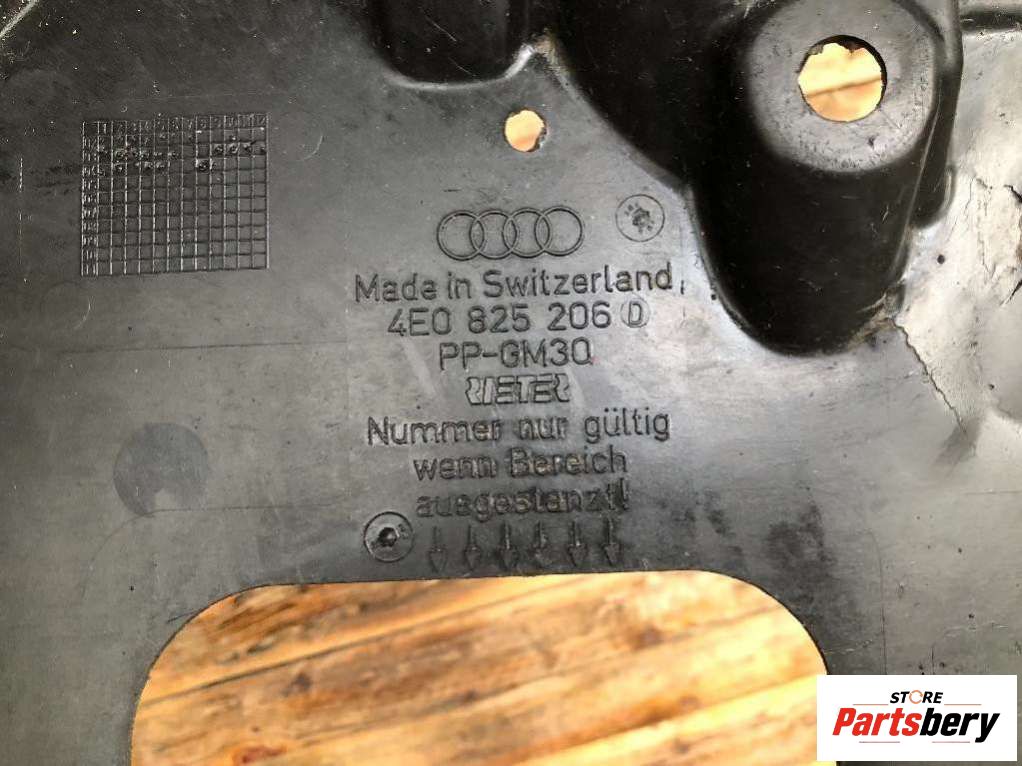 Made in Switzerland
4E0 825 206 D
PP-GM30
RIETER
Nummer nur gültig
wenn Bereich
ausgestanzt!
STORE
Partsbery